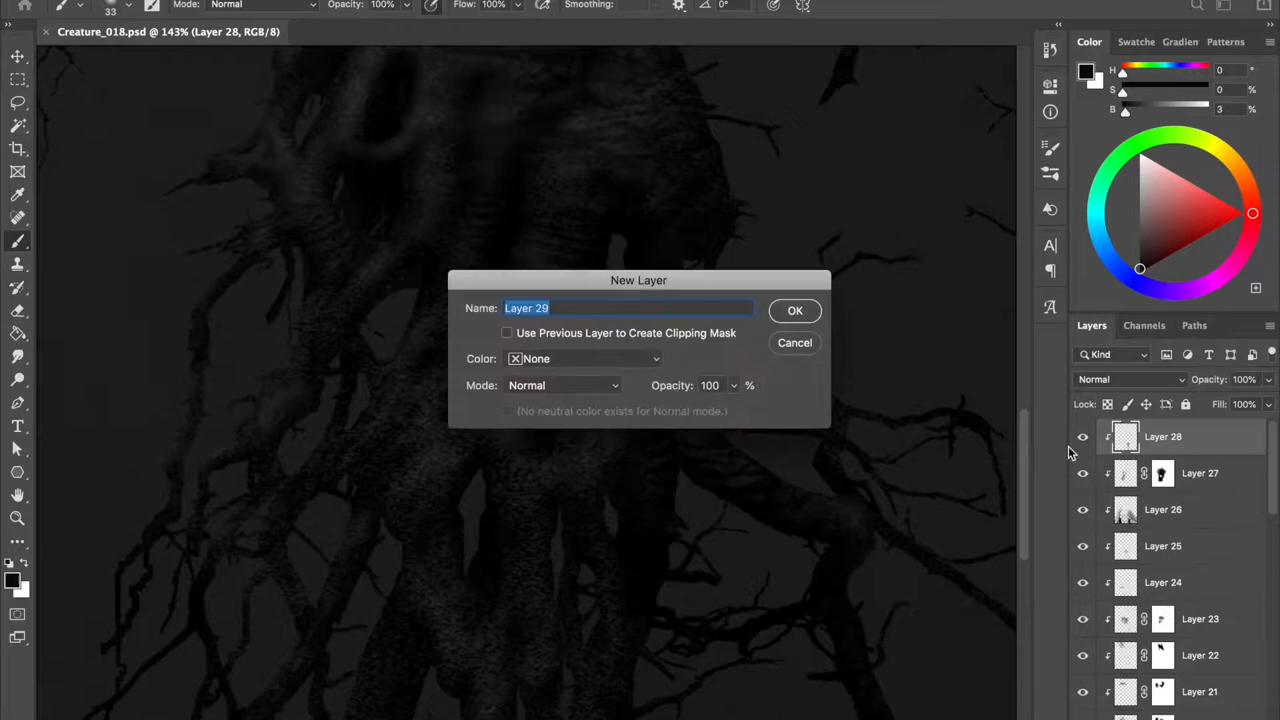 33 Mode: Normal Opacity: 100% Flow: 100% Smoothing: 0°
× Creature_018.psd @ 143% (Layer 28, RGB/8)
Color Swatche Gradien Patterns
H 0 °
S 0 %
B 3 %
New Layer
Name: Layer 29 OK
Use Previous Layer to Create Clipping Mask
Cancel
Color: None
Mode: Normal Opacity: 100 %
(No neutral color exists for Normal mode.)
Layers Channels Paths
Kind
Normal Opacity: 100%
Lock: Fill: 100%
Layer 28
Layer 27
Layer 26
Layer 25
Layer 24
Layer 23
Layer 22
Layer 21